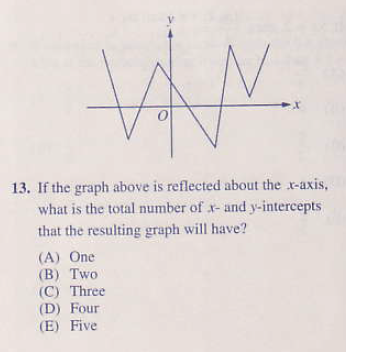 y
x
O
13. If the graph above is reflected about the x-axis,
what is the total number of x- and y-intercepts
that the resulting graph will have?
(A) One
(B) Two
(C) Three
(D) Four
(E) Five